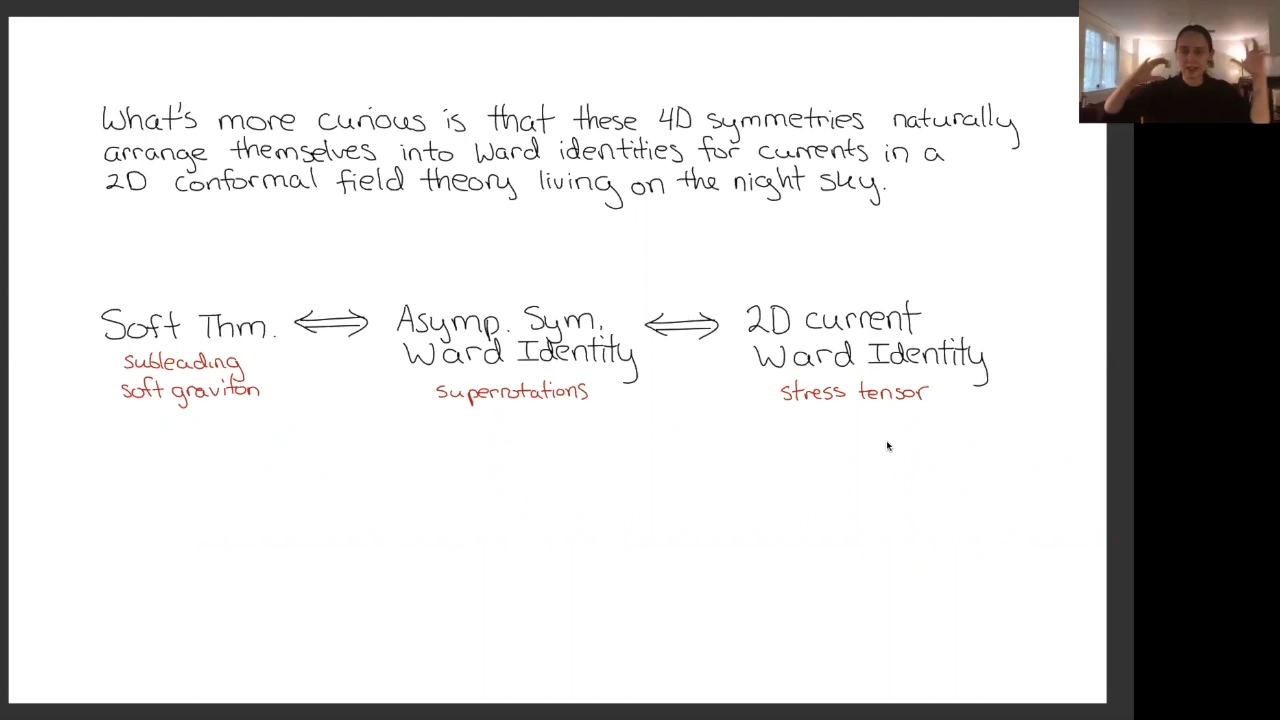 What's more curious is that these 4D symmetries naturally
arrange themselves into Ward identities for currents in a
2D conformal field theory living on the night sky.
Soft Thm. ⟺ Asymp. Sym. ⟺ 2D current
Ward Identity Ward Identity
subleading
soft graviton supertranslations stress tensor